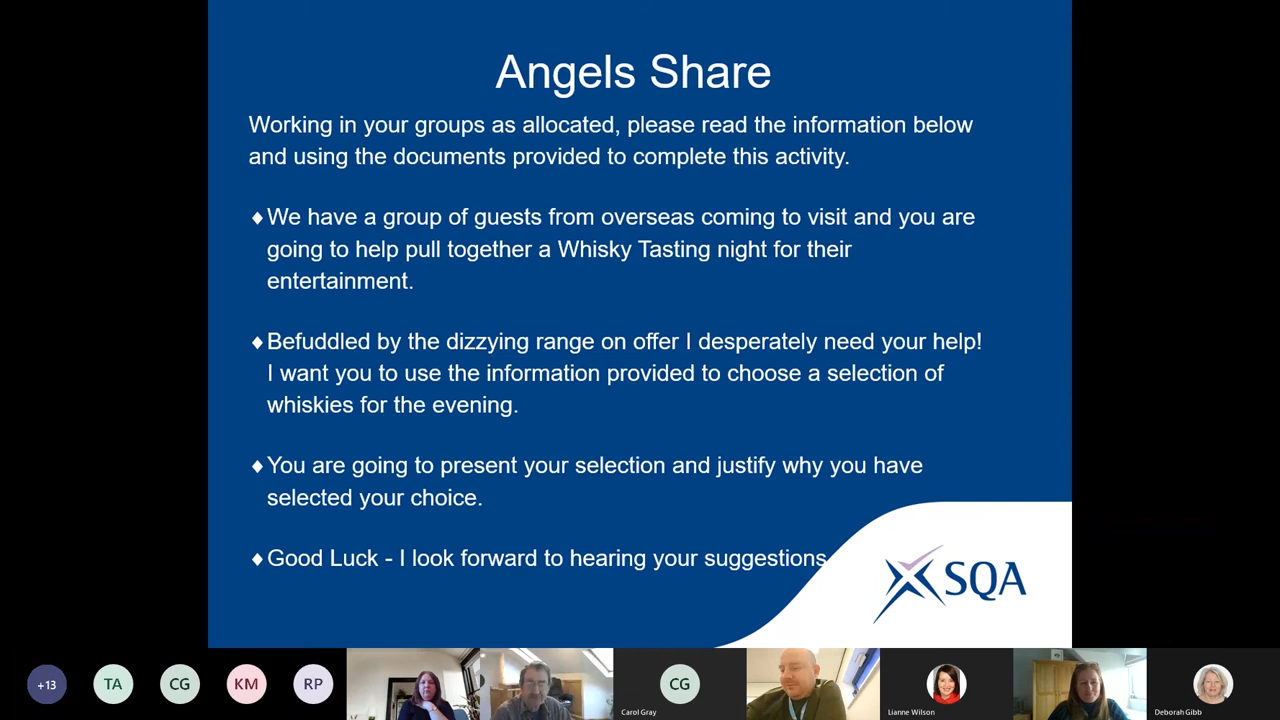 Angels Share
Working in your groups as allocated, please read the information below
and using the documents provided to complete this activity.
♦We have a group of guests from overseas coming to visit and you are
going to help pull together a Whisky Tasting night for their
entertainment.
♦Befuddled by the dizzying range on offer I desperately need your help!
I want you to use the information provided to choose a selection of
whiskies for the evening.
♦You are going to present your selection and justify why you have
selected your choice.
♦Good Luck - I look forward to hearing your suggestions
SQA
+13
TA
CG
KM
RP
CG
Carol Gray
Lianne Wilson
Deborah Gibb